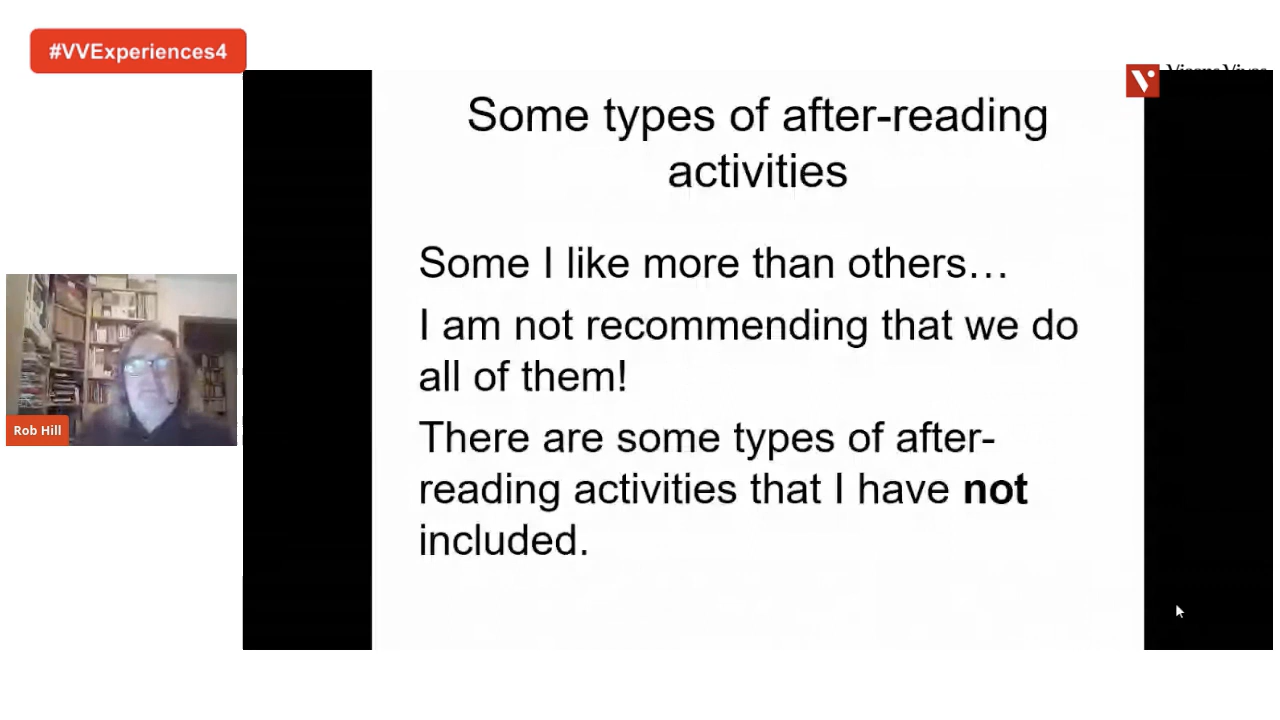 #VVExperiences4
Some types of after-reading
activities
Some I like more than others…
I am not recommending that we do
all of them!
There are some types of after-
reading activities that I have not
included.
Rob Hill